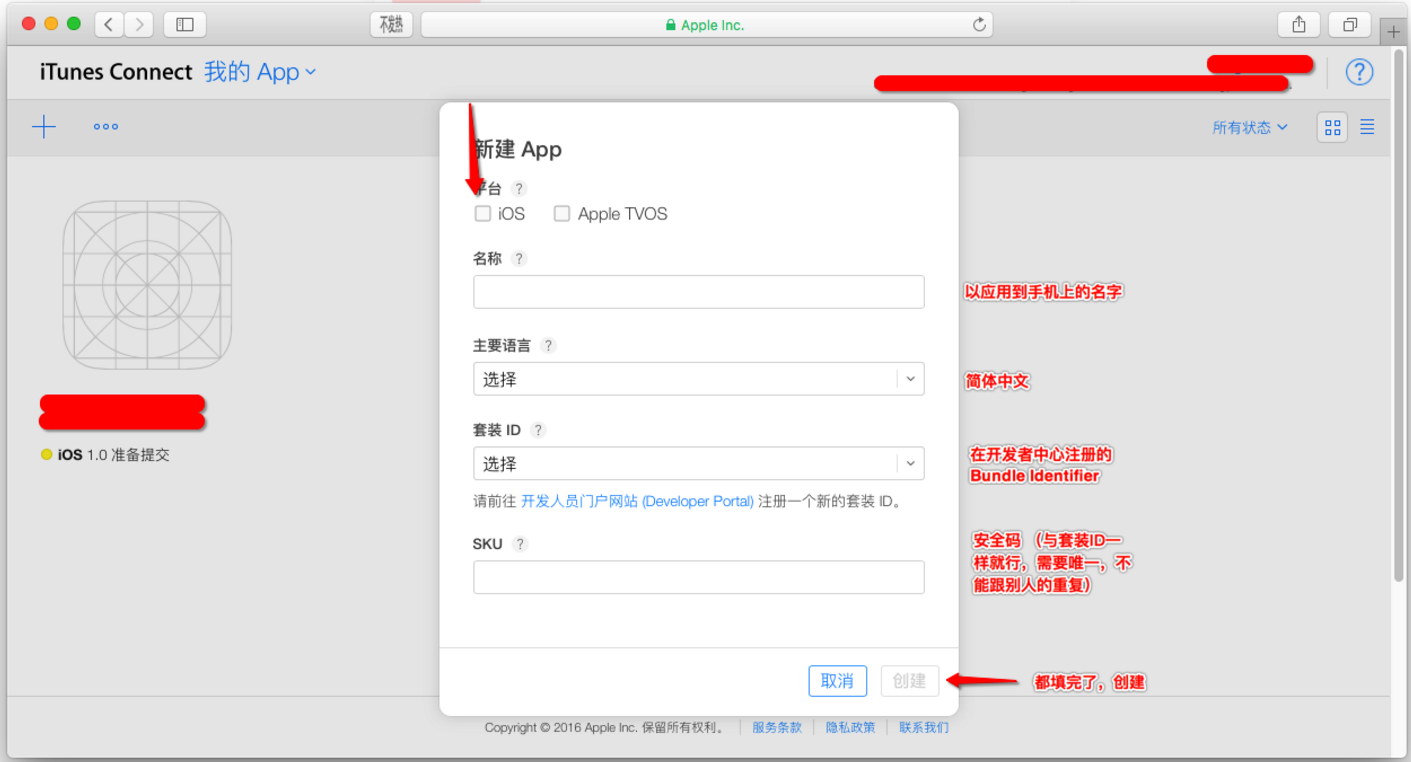 Apple Inc.
iTunes Connect 我的 App
所有状态
新建 App
平台 ?
iOS Apple TVOS
名称 ?
以应用到手机上的名字
主要语言 ?
选择
简体中文
套装 ID ?
选择
在开发者中心注册的
Bundle Identifier
请前往 开发人员门户网站 (Developer Portal) 注册一个新的套装 ID。
SKU ?
安全码 （与套装ID一
样就行，需要唯一，不
能跟别人的重复）
iOS 1.0 准备提交
取消 创建
都填完了，创建
Copyright © 2016 Apple Inc. 保留所有权利。 服务条款 隐私政策 联系我们